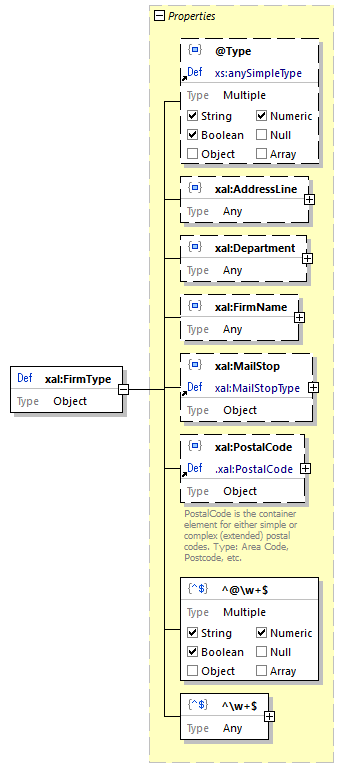 Properties
{¤} @Type
Def xs:anySimpleType
Type Multiple
String Numeric
Boolean Null
Object Array
xal:AddressLine
Type Any
xal:Department
Type Any
xal:FirmName
Type Any
xal:MailStop
Def xal:MailStopType
Type Object
Def xal:FirmType
Type Object
xal:PostalCode
Def .xal:PostalCode
Type Object
PostalCode is the container
element for either simple or
complex (extended) postal
codes. Type: Area Code,
Postcode, etc.
{^$} ^@\w+$
Type Multiple
String Numeric
Boolean Null
Object Array
{^$} ^\w+$
Type Any